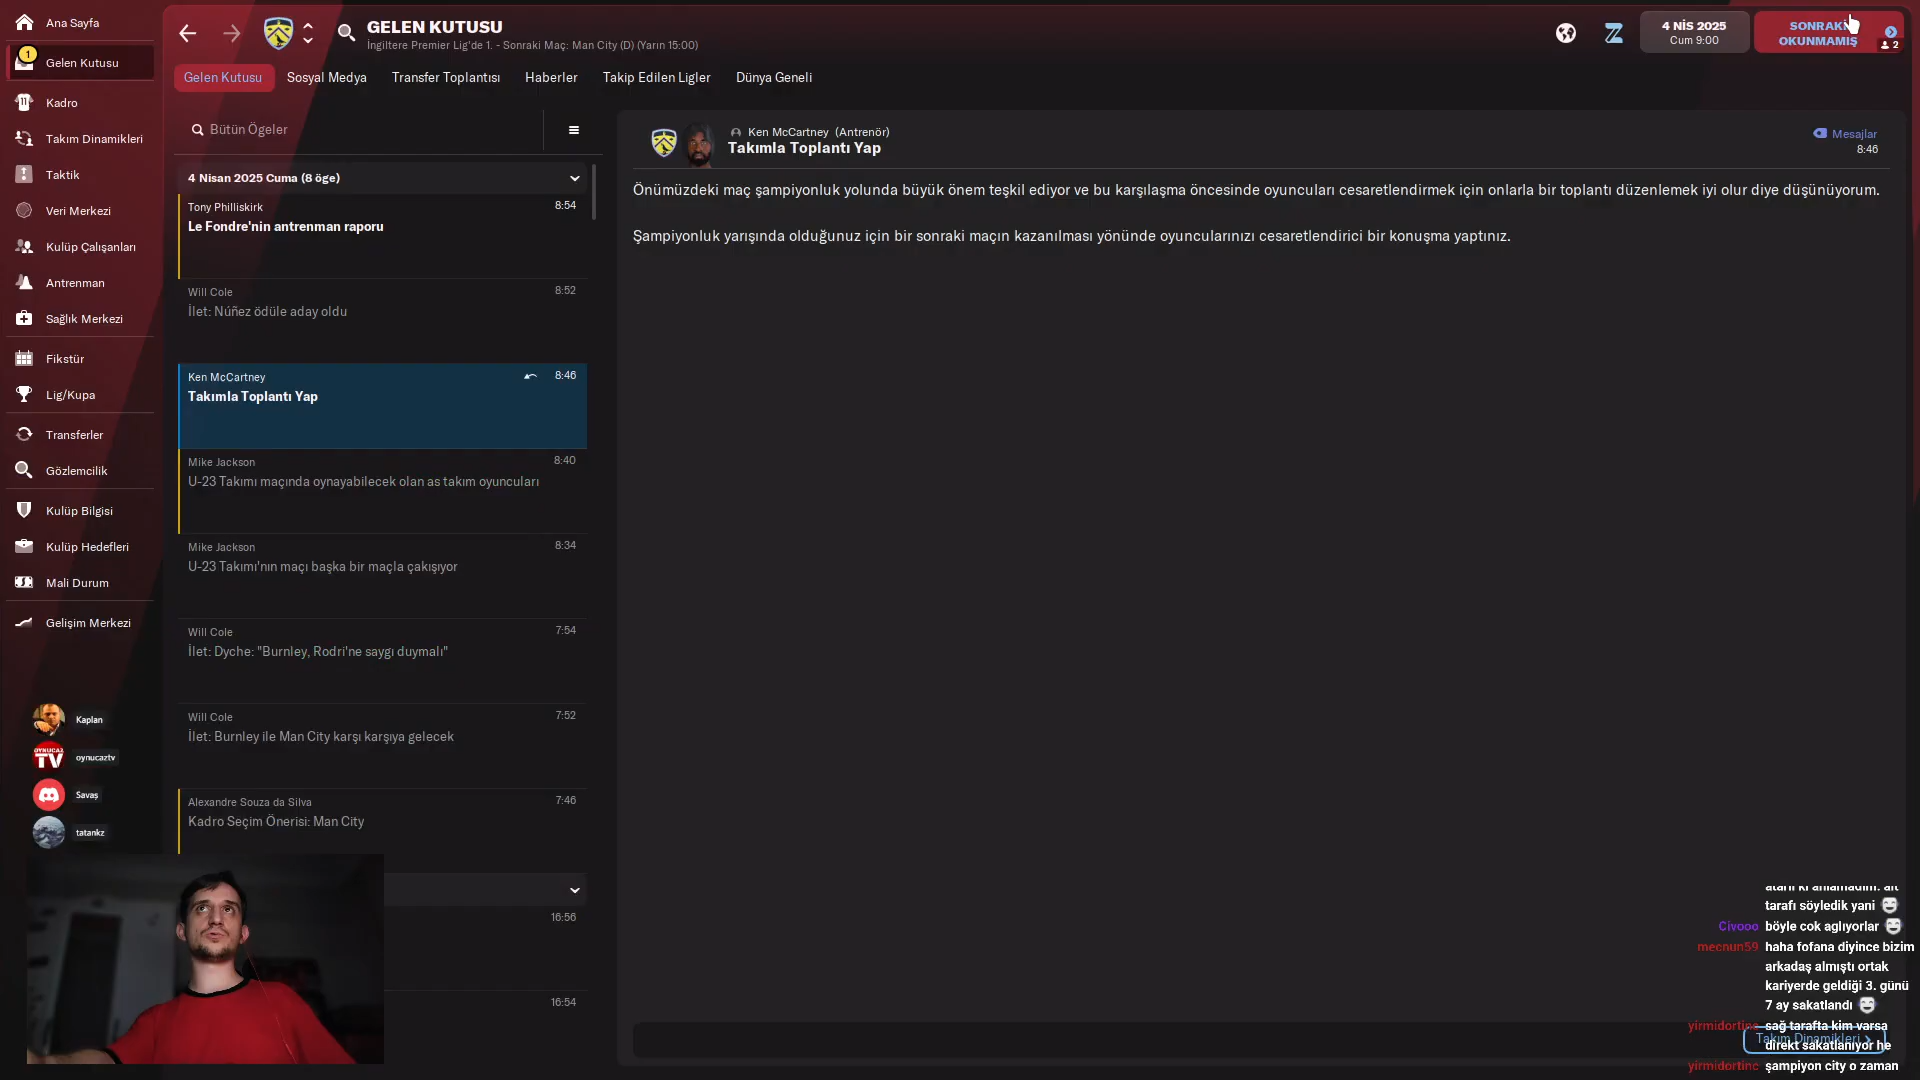 Ana Sayfa
1
Gelen Kutusu
Kadro
Takım Dinamikleri
Taktik
Veri Merkezi
Kulüp Çalışanları
Antrenman
Sağlık Merkezi
Fikstür
Lig/Kupa
Transferler
Gözlemcilik
Kulüp Bilgisi
Kulüp Hedefleri
Mali Durum
Gelişim Merkezi
Kaplan
OYNUCAZ
TV
oynucaztv
Savaş
tatankz
GELEN KUTUSU
İngiltere Premier Lig'de 1. - Sonraki Maç: Man City (D) (Yarın 15:00)
4 NİS 2025
Cum 9:00
OKUNMAMIŞ
2
Gelen Kutusu
Sosyal Medya
Transfer Toplantısı
Haberler
Takip Edilen Ligler
Dünya Geneli
Bütün Ögeler
4 Nisan 2025 Cuma (8 öge)
Tony Philliskirk 8:54
Le Fondre'nin antrenman raporu
Will Cole 8:52
İlet: Núñez ödüle aday oldu
Ken McCartney 8:46
Takımla Toplantı Yap
Mike Jackson 8:40
U-23 Takımı maçında oynayabilecek olan as takım oyuncuları
Mike Jackson 8:34
U-23 Takımı'nın maçı başka bir maçla çakışıyor
Will Cole 7:54
İlet: Dyche: "Burnley, Rodri'ne saygı duymalı"
Will Cole 7:52
İlet: Burnley ile Man City karşı karşıya gelecek
Alexandre Souza da Silva 7:46
Kadro Seçim Önerisi: Man City
16:56
16:54
Ken McCartney (Antrenör)
Takımla Toplantı Yap
Mesajlar
8:46
Önümüzdeki maç şampiyonluk yolunda büyük önem teşkil ediyor ve bu karşılaşma öncesinde oyuncuları cesaretlendirmek için onlarla bir toplantı düzenlemek iyi olur diye düşünüyorum.
Şampiyonluk yarışında olduğunuz için bir sonraki maçın kazanılması yönünde oyuncularınızı cesaretlendirici bir konuşma yaptınız.
tarafı söyledik yani
Civooo böyle cok aglıyorlar
mecnun59 haha fofana diyince bizim
arkadaş almıştı ortak
kariyerde geldiği 3. günü
7 ay sakatlandı
yirmidortinc sağ tarafta kim varsa
Takım Dinamikleri
direkt sakatlanıyor he
yirmidortinc şampiyon city o zaman